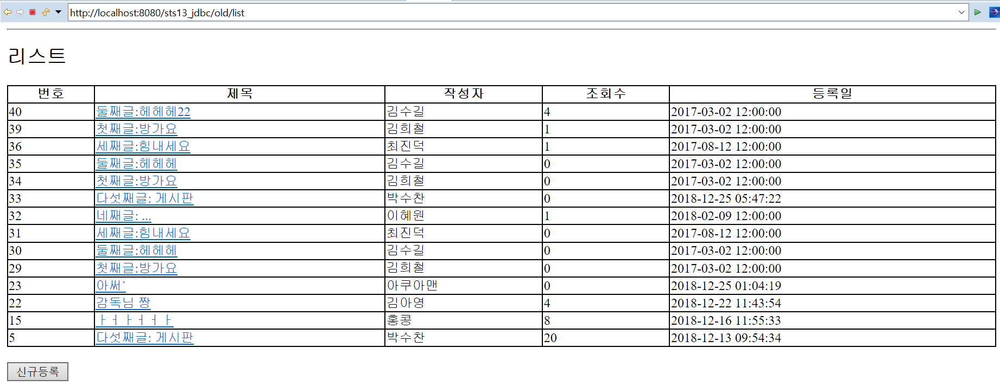 http://localhost:8080/sts13_jdbc/old/list
리스트
번호 제목 작성자 조회수 등록일
40 둘째글:헤헤헤22 김수길 4 2017-03-02 12:00:00
39 첫째글:방가요 김희철 1 2017-03-02 12:00:00
36 세째글:힘내세요 최진덕 1 2017-08-12 12:00:00
35 둘째글:헤헤헤 김수길 0 2017-03-02 12:00:00
34 첫째글:방가요 김희철 0 2017-03-02 12:00:00
33 다섯째글: 게시판 박수찬 0 2018-12-25 05:47:22
32 네째글: ... 이혜원 1 2018-02-09 12:00:00
31 세째글:힘내세요 최진덕 0 2017-08-12 12:00:00
30 둘째글:헤헤헤 김수길 0 2017-03-02 12:00:00
29 첫째글:방가요 김희철 0 2017-03-02 12:00:00
23 아써` 아쿠아맨 0 2018-12-25 01:04:19
22 감독님 짱 김아영 4 2018-12-22 11:43:54
15 ㅏㅓㅏㅓㅓㅏ 홍콩 8 2018-12-16 11:55:33
5 다섯째글: 게시판 박수찬 20 2018-12-13 09:54:34
신규등록